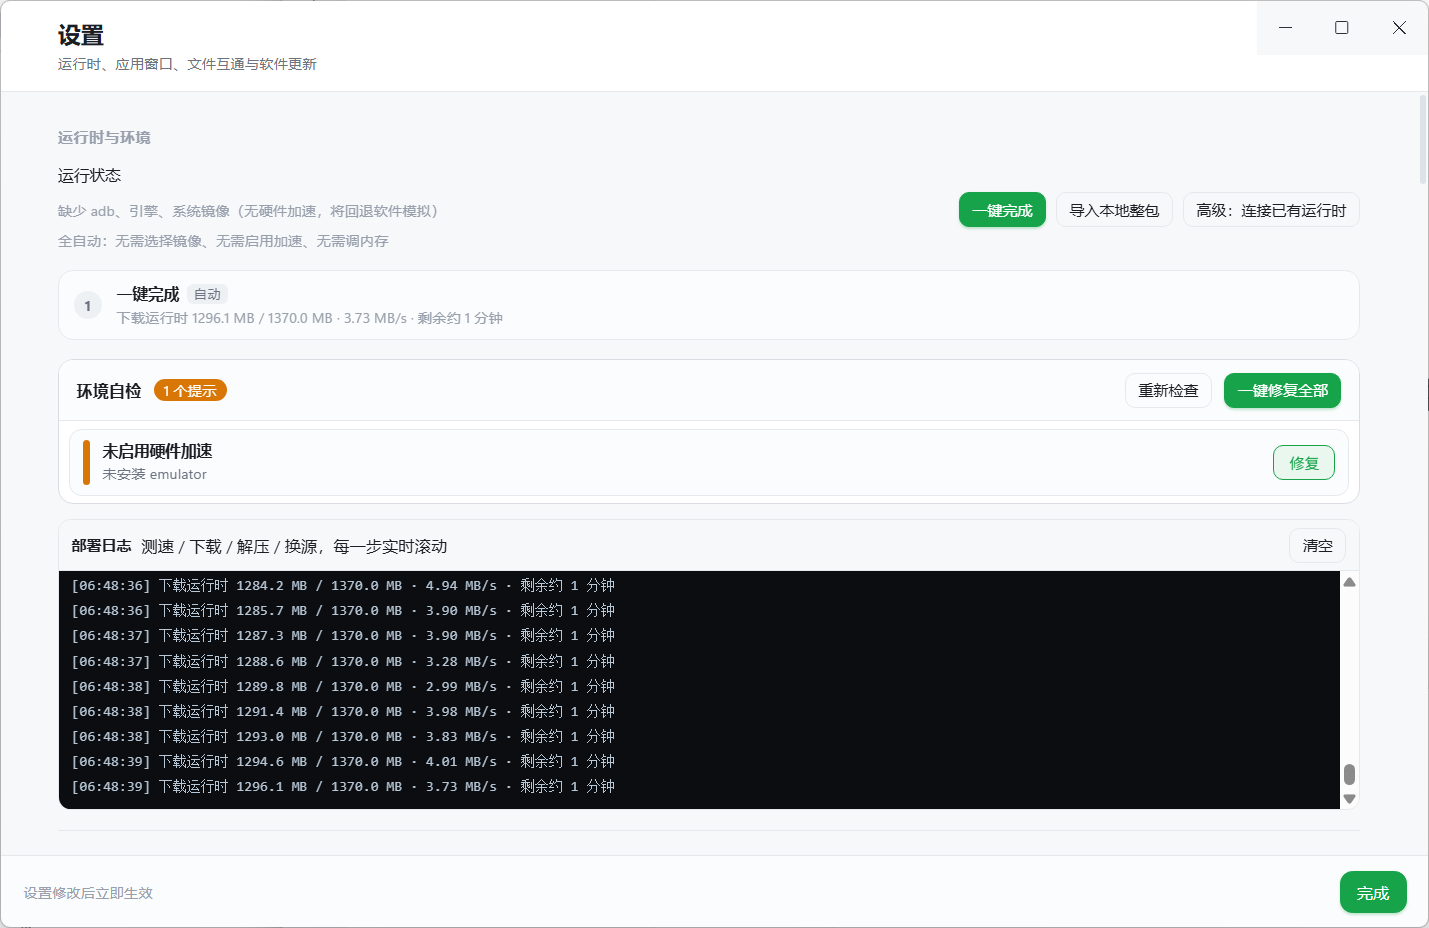 设置
运行时、应用窗口、文件互通与软件更新
运行时与环境
运行状态
缺少 adb、引擎、系统镜像（无硬件加速，将回退软件模拟）
全自动：无需选择镜像、无需启用加速、无需调内存
一键完成
导入本地整包
高级：连接已有运行时
1
一键完成 自动
下载运行时 1296.1 MB / 1370.0 MB · 3.73 MB/s · 剩余约 1 分钟
环境自检 1 个提示
重新检查
一键修复全部
未启用硬件加速
未安装 emulator
修复
部署日志 测速 / 下载 / 解压 / 换源，每一步实时滚动
清空
[06:48:36] 下载运行时 1284.2 MB / 1370.0 MB · 4.94 MB/s · 剩余约 1 分钟
[06:48:36] 下载运行时 1285.7 MB / 1370.0 MB · 3.90 MB/s · 剩余约 1 分钟
[06:48:37] 下载运行时 1287.3 MB / 1370.0 MB · 3.90 MB/s · 剩余约 1 分钟
[06:48:37] 下载运行时 1288.6 MB / 1370.0 MB · 3.28 MB/s · 剩余约 1 分钟
[06:48:38] 下载运行时 1289.8 MB / 1370.0 MB · 2.99 MB/s · 剩余约 1 分钟
[06:48:38] 下载运行时 1291.4 MB / 1370.0 MB · 3.98 MB/s · 剩余约 1 分钟
[06:48:38] 下载运行时 1293.0 MB / 1370.0 MB · 3.83 MB/s · 剩余约 1 分钟
[06:48:39] 下载运行时 1294.6 MB / 1370.0 MB · 4.01 MB/s · 剩余约 1 分钟
[06:48:39] 下载运行时 1296.1 MB / 1370.0 MB · 3.73 MB/s · 剩余约 1 分钟
设置修改后立即生效
完成